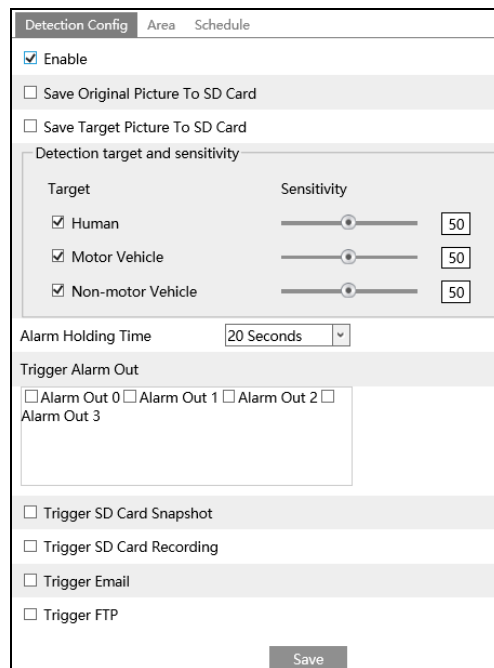 Detection Config Area Schedule
Enable
Save Original Picture To SD Card
Save Target Picture To SD Card
Detection target and sensitivity
Target Sensitivity
Human 50
Motor Vehicle 50
Non-motor Vehicle 50
Alarm Holding Time 20 Seconds
Trigger Alarm Out
Alarm Out 0 Alarm Out 1 Alarm Out 2
Alarm Out 3
Trigger SD Card Snapshot
Trigger SD Card Recording
Trigger Email
Trigger FTP
Save